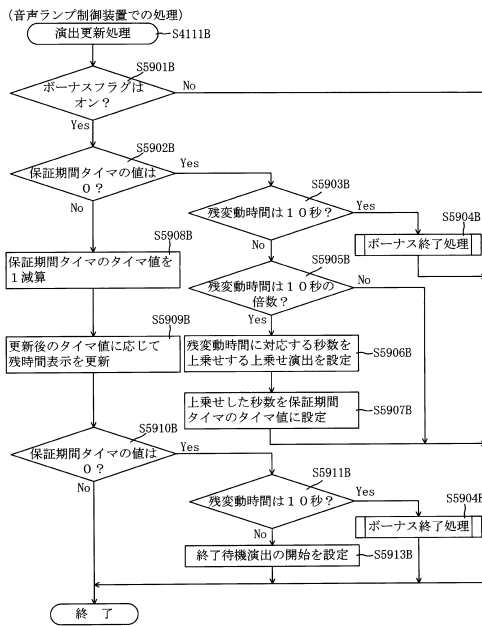 (音声ランプ制御装置での処理)
演出更新処理
S4111B
S5901B
ボーナスフラグは
オン?
No
Yes
S5902B
保証期間タイマの値は
0?
Yes
No
S5903B
残変動時間は10秒?
Yes
No
S5904B
ボーナス終了処理
S5905B
残変動時間は10秒の
倍数?
No
Yes
S5908B
保証期間タイマのタイマ値を
1減算
S5909B
更新後のタイマ値に応じて
残時間表示を更新
残変動時間に対応する秒数を
上乗せする上乗せ演出を設定
S5906B
上乗せした秒数を保証期間
タイマのタイマ値に設定
S5907B
S5910B
保証期間タイマの値は
0?
Yes
No
S5911B
残変動時間は10秒?
Yes
No
S5904B
ボーナス終了処理
終了待機演出の開始を設定
S5913B
終了